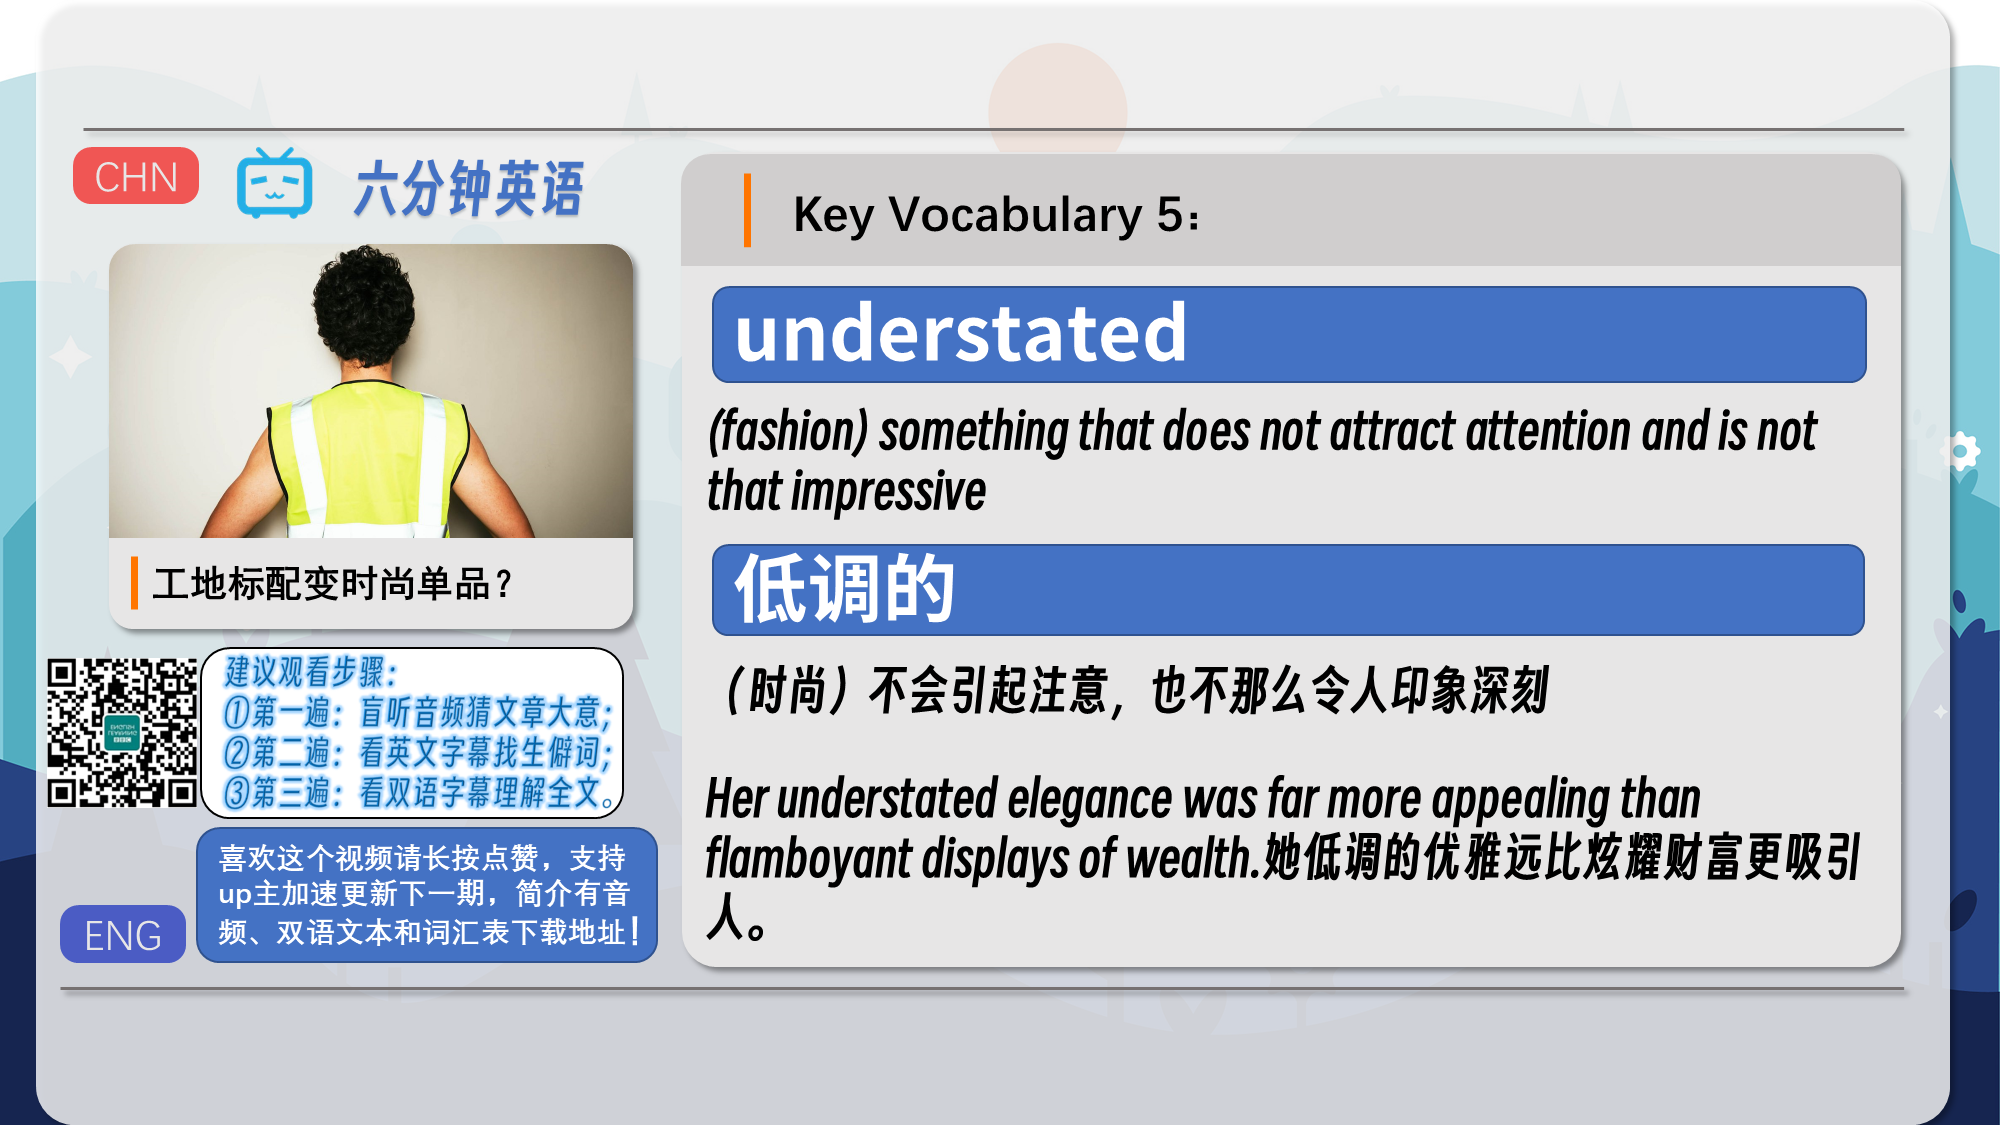 CHN
六分钟英语
工地标配变时尚单品？
建议观看步骤：
①第一遍：盲听音频猜文章大意；
②第二遍：看英文字幕找生僻词；
③第三遍：看双语字幕理解全文。
喜欢这个视频请长按点赞，支持
up主加速更新下一期，简介有音
频、双语文本和词汇表下载地址！
ENG
Key Vocabulary 5：
understated
(fashion) something that does not attract attention and is not
that impressive
低调的
（时尚）不会引起注意，也不那么令人印象深刻
Her understated elegance was far more appealing than
flamboyant displays of wealth.她低调的优雅远比炫耀财富更吸引
人。